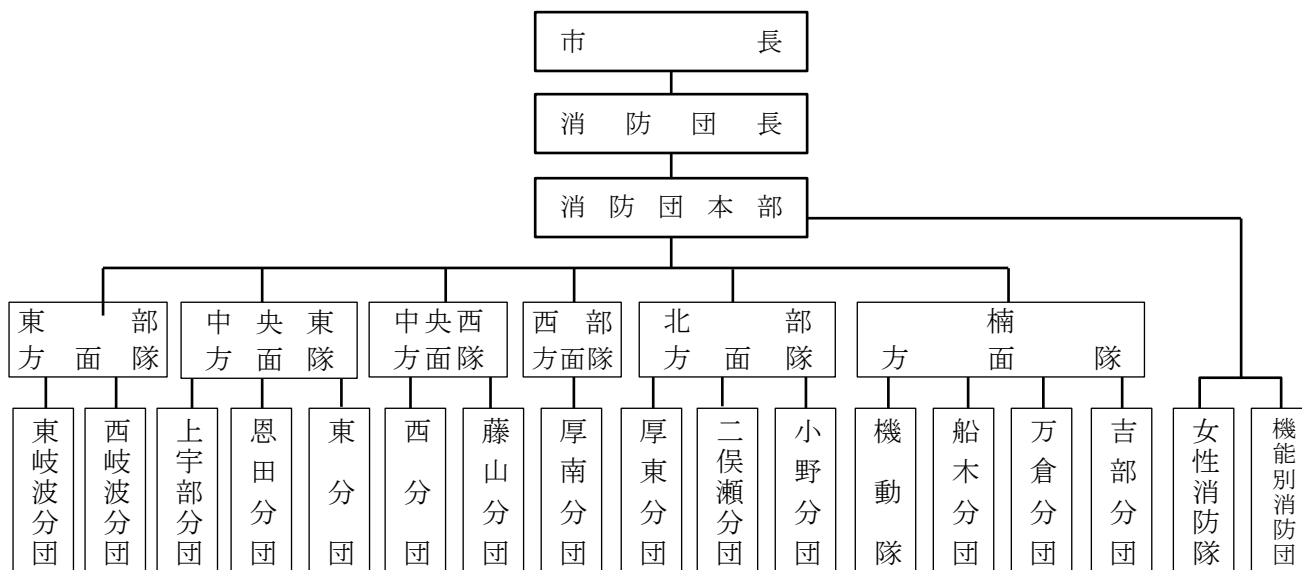 市長
消防団長
消防団本部
東部
方面隊
中央東
方面隊
中央西
方面隊
西部
方面隊
北部
方面隊
楠
方面隊
東岐波分団
西岐波分団
上宇部分団
恩田分団
東分団
西分団
藤山分団
厚南分団
厚東分団
二俣瀬分団
小野分団
機動隊
船木分団
万倉分団
吉部分団
女性消防隊
機能別消防団